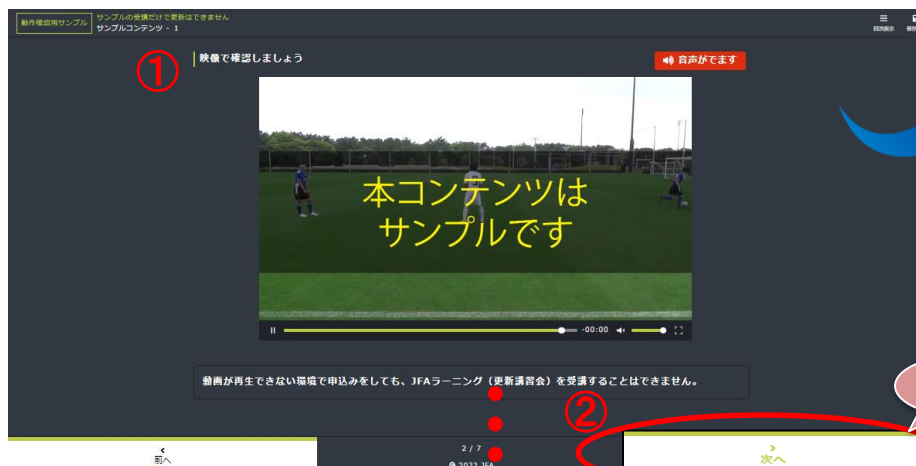 動作確認用サンプル
サンプルの受講だけで更新はできません
サンプルコンテンツ - 1
目次表示
①
映像で確認しましょう
音声がでます
本コンテンツは
サンプルです
-00:00
動画が再生できない環境で申込みをしても、JFAラーニング（更新講習会）を受講することはできません。
②
前へ
2 / 7
© 2022 JFA
次へ